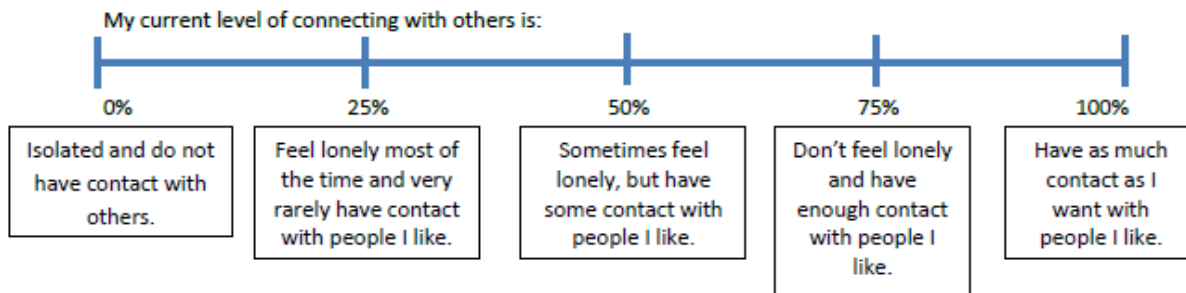 My current level of connecting with others is:
0%
25%
50%
75%
100%
Isolated and do not
have contact with
others.
Feel lonely most of
the time and very
rarely have contact
with people I like.
Sometimes feel
lonely, but have
some contact with
people I like.
Don't feel lonely
and have
enough contact
with people I
like.
Have as much
contact as I
want with
people I like.